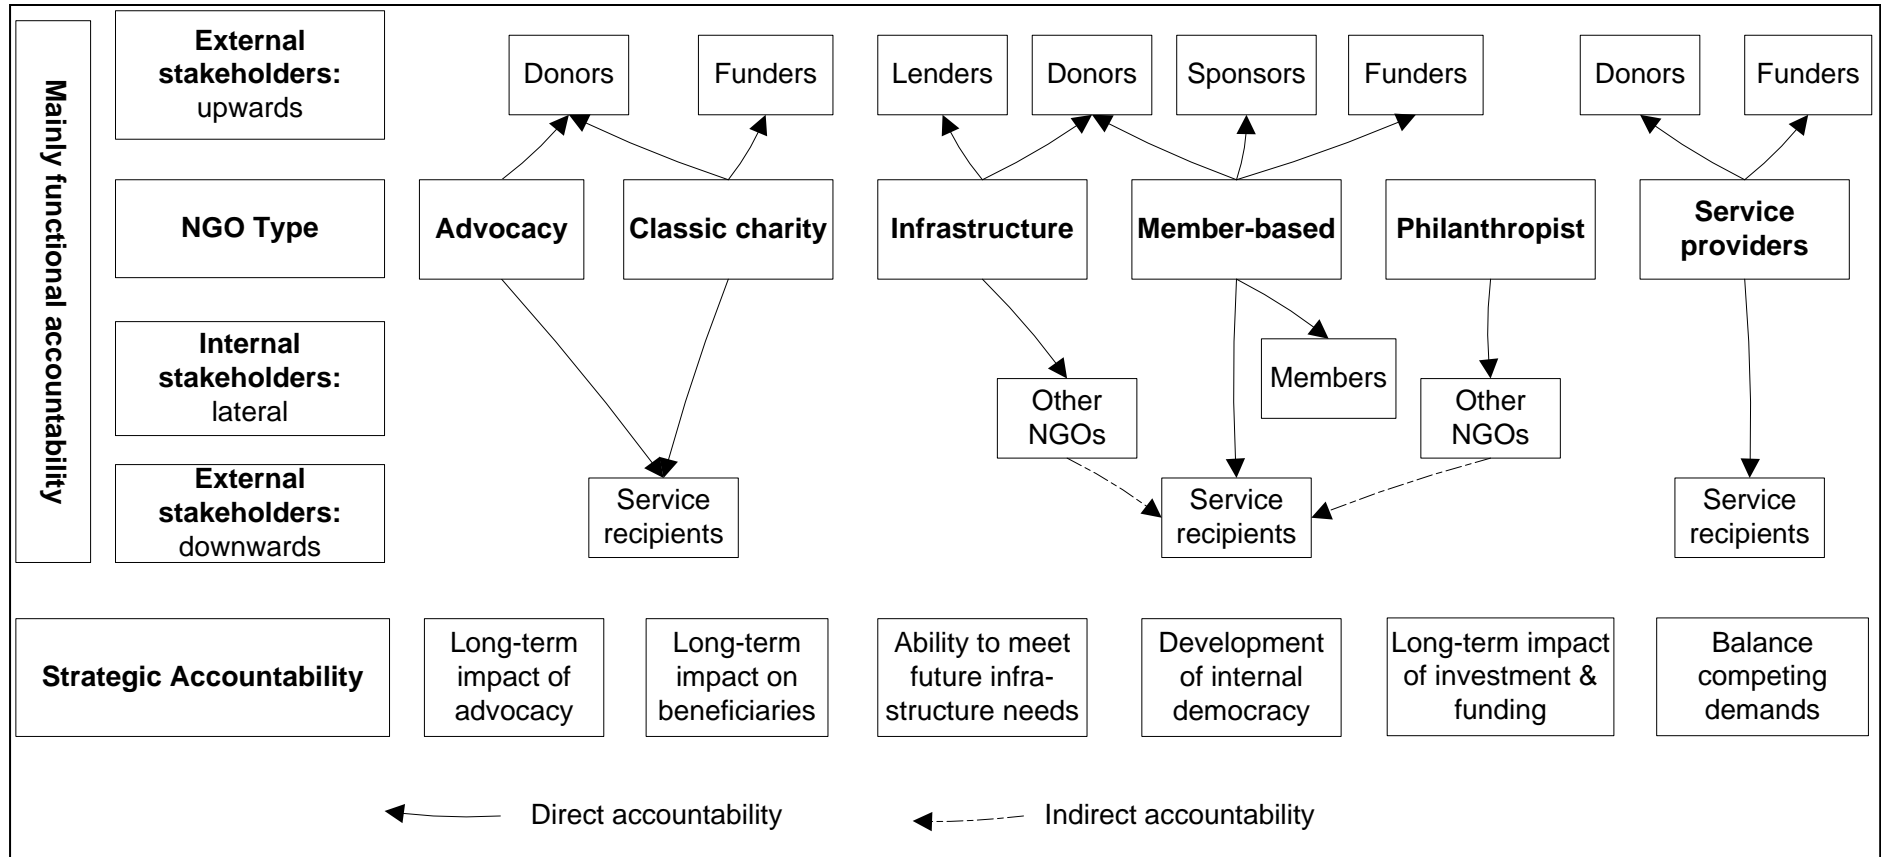 Mainly functional accountability
External
stakeholders:
upwards
Donors
Funders
Lenders
Donors
Sponsors
Funders
Donors
Funders
NGO Type
Advocacy
Classic charity
Infrastructure
Member-based
Philanthropist
Service
providers
Internal
stakeholders:
lateral
Members
Other
NGOs
Other
NGOs
External
stakeholders:
downwards
Service
recipients
Service
recipients
Service
recipients
Strategic Accountability
Long-term
impact of
advocacy
Long-term
impact on
beneficiaries
Ability to meet
future infra-
structure needs
Development
of internal
democracy
Long-term impact
of investment &
funding
Balance
competing
demands
Direct accountability
Indirect accountability